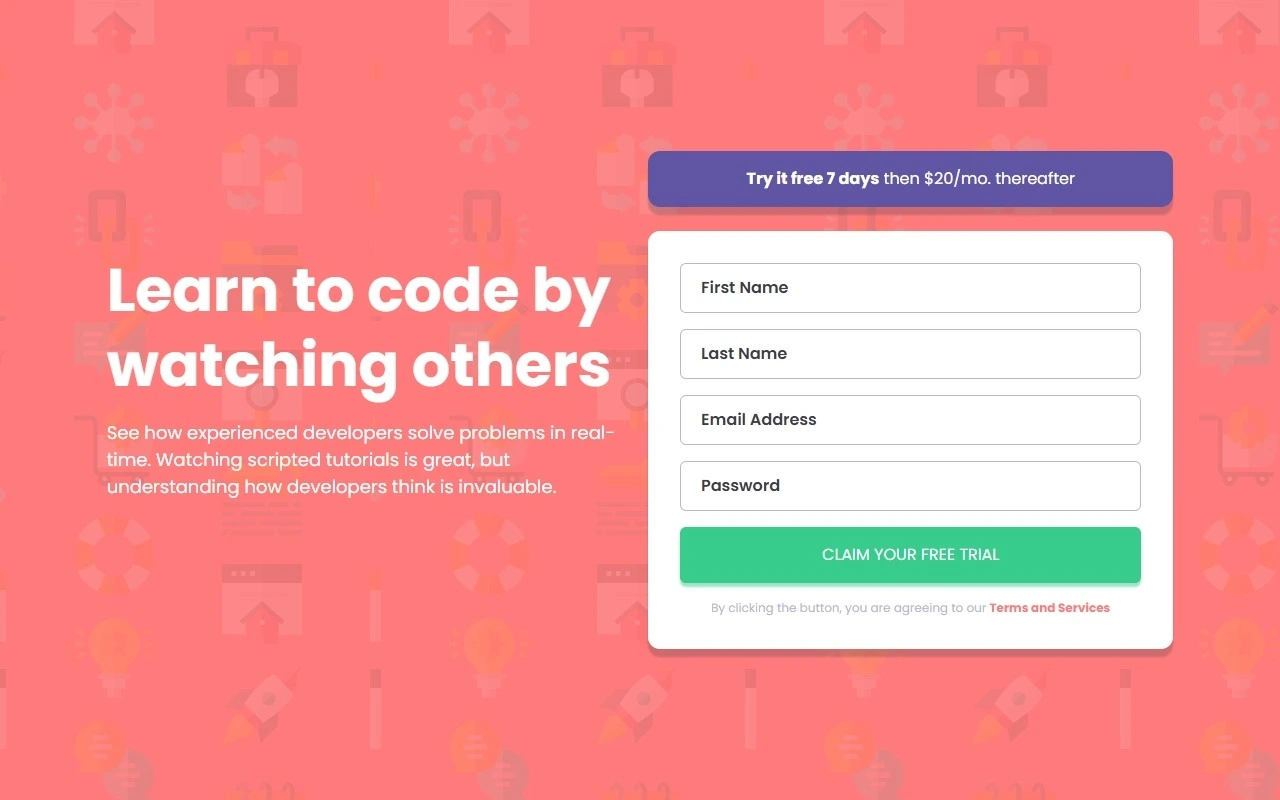 Learn to code by
watching others
See how experienced developers solve problems in real-
time. Watching scripted tutorials is great, but
understanding how developers think is invaluable.
Try it free 7 days then $20/mo. thereafter
First Name
Last Name
Email Address
Password
CLAIM YOUR FREE TRIAL
By clicking the button, you are agreeing to our Terms and Services